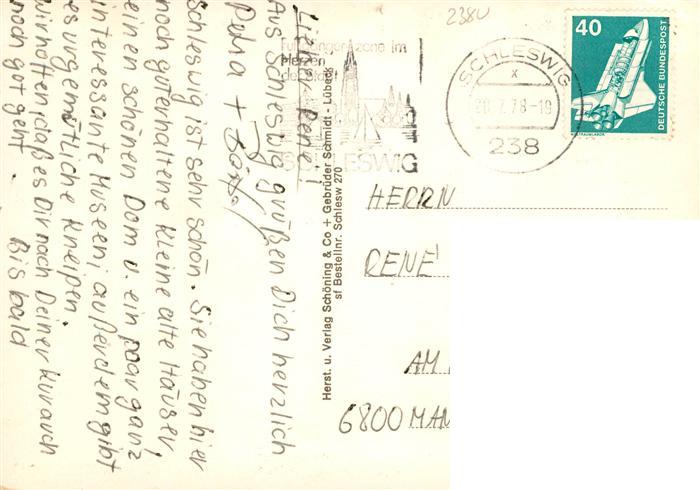 2380
40
DEUTSCHE BUNDESPOST
WELTRAUMLABOR
SCHLESWIG
20.7.78-19
238
Fußgängerzone im
Herzen
der Stadt
SCHLESWIG
Lieber René!
Aus Schleswig grüßen Dich herzlich
Schleswig ist sehr schön. Sie haben hier
noch guterhaltene kleine alte Häuser,
einen schönen Dom u. ein paar ganz
interessante Museen, außerdem gibt
es urgemütliche Kneipen.
Wir hoffen, daß es Dir nach Deiner Kur auch
noch gut geht. Bis bald
Herst. u. Verlag Schöning & Co + Gebrüder Schmidt - Lübeck
sf Bestellnr. Schlesw 270
HERRN
RENE'
AM
6800 MAN